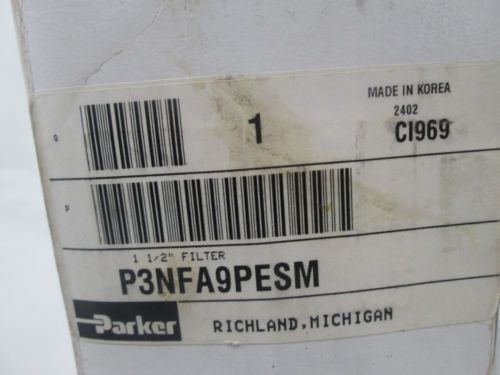 MADE IN KOREA
2402
Q 1 CI969
P
1 1/2" FILTER
P3NFA9PESM
Parker RICHLAND, MICHIGAN